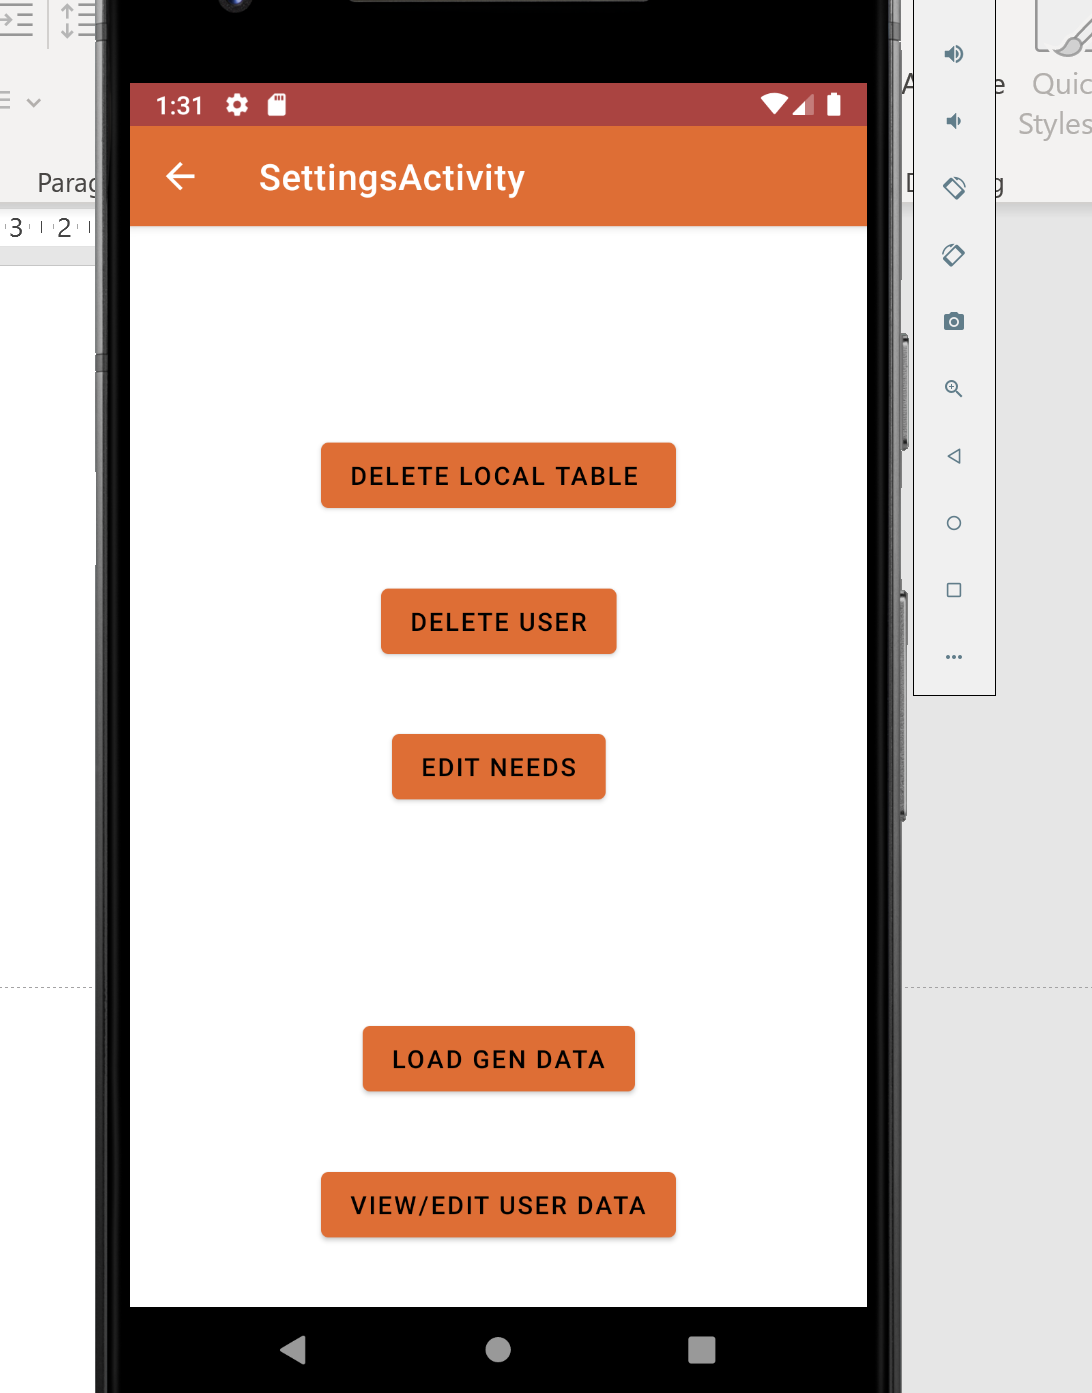 Parag
3 2
1:31
SettingsActivity
DELETE LOCAL TABLE
DELETE USER
EDIT NEEDS
LOAD GEN DATA
VIEW/EDIT USER DATA
Quic
Styles